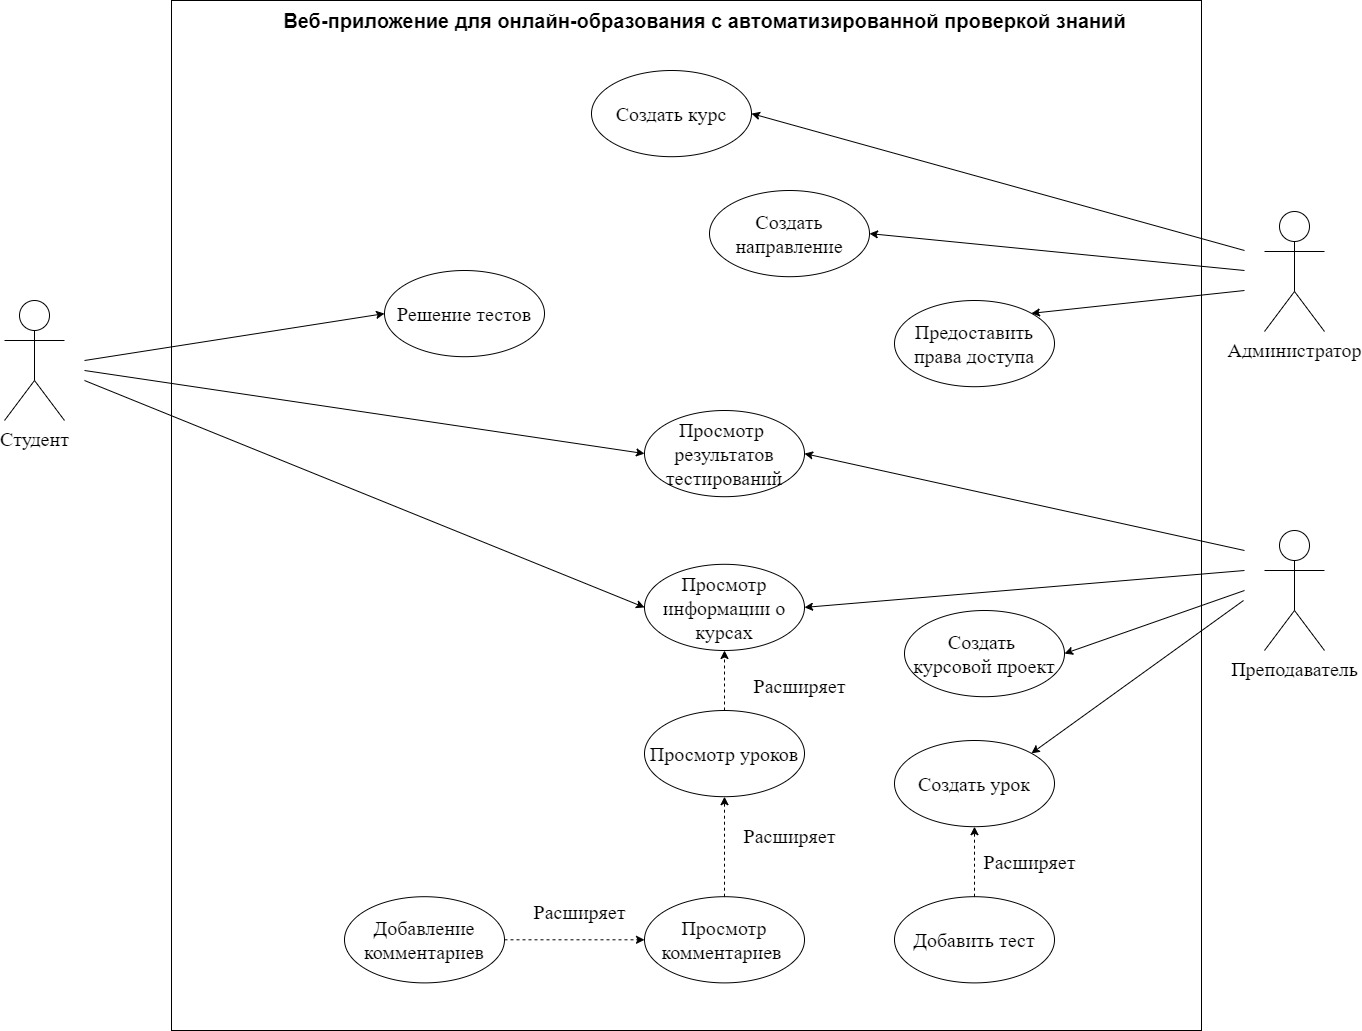 Веб-приложение для онлайн-образования с автоматизированной проверкой знаний
Создать курс
Создать
направление
Решение тестов
Предоставить
права доступа
Администратор
Студент
Просмотр
результатов
тестирований
Просмотр
информации о
курсах
Создать
курсовой проект
Преподаватель
Расширяет
Просмотр уроков
Создать урок
Расширяет
Расширяет
Добавление
комментариев
Расширяет
Просмотр
комментариев
Добавить тест